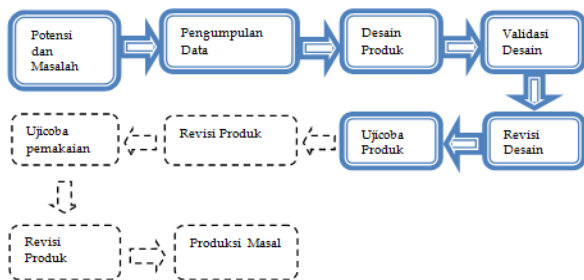 Potensi
dan
Masalah
Pengumpulan
Data
Desain
Produk
Validasi
Desain
Revisi
Desain
Ujicoba
Produk
Revisi Produk
Ujicoba
pemakaian
Revisi
Produk
Produksi Masal